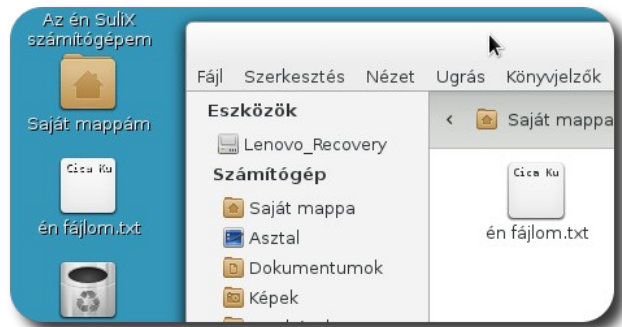 Az én SuliX
számítógépem
Saját mappám
Cica Ku
én fájlom.txt
Fájl Szerkesztés Nézet Ugrás Könyvjelzők
Eszközök
Lenovo_Recovery
Számítógép
Saját mappa
Asztal
Dokumentumok
Képek
Saját mappa
Cica Ku
én fájlom.txt